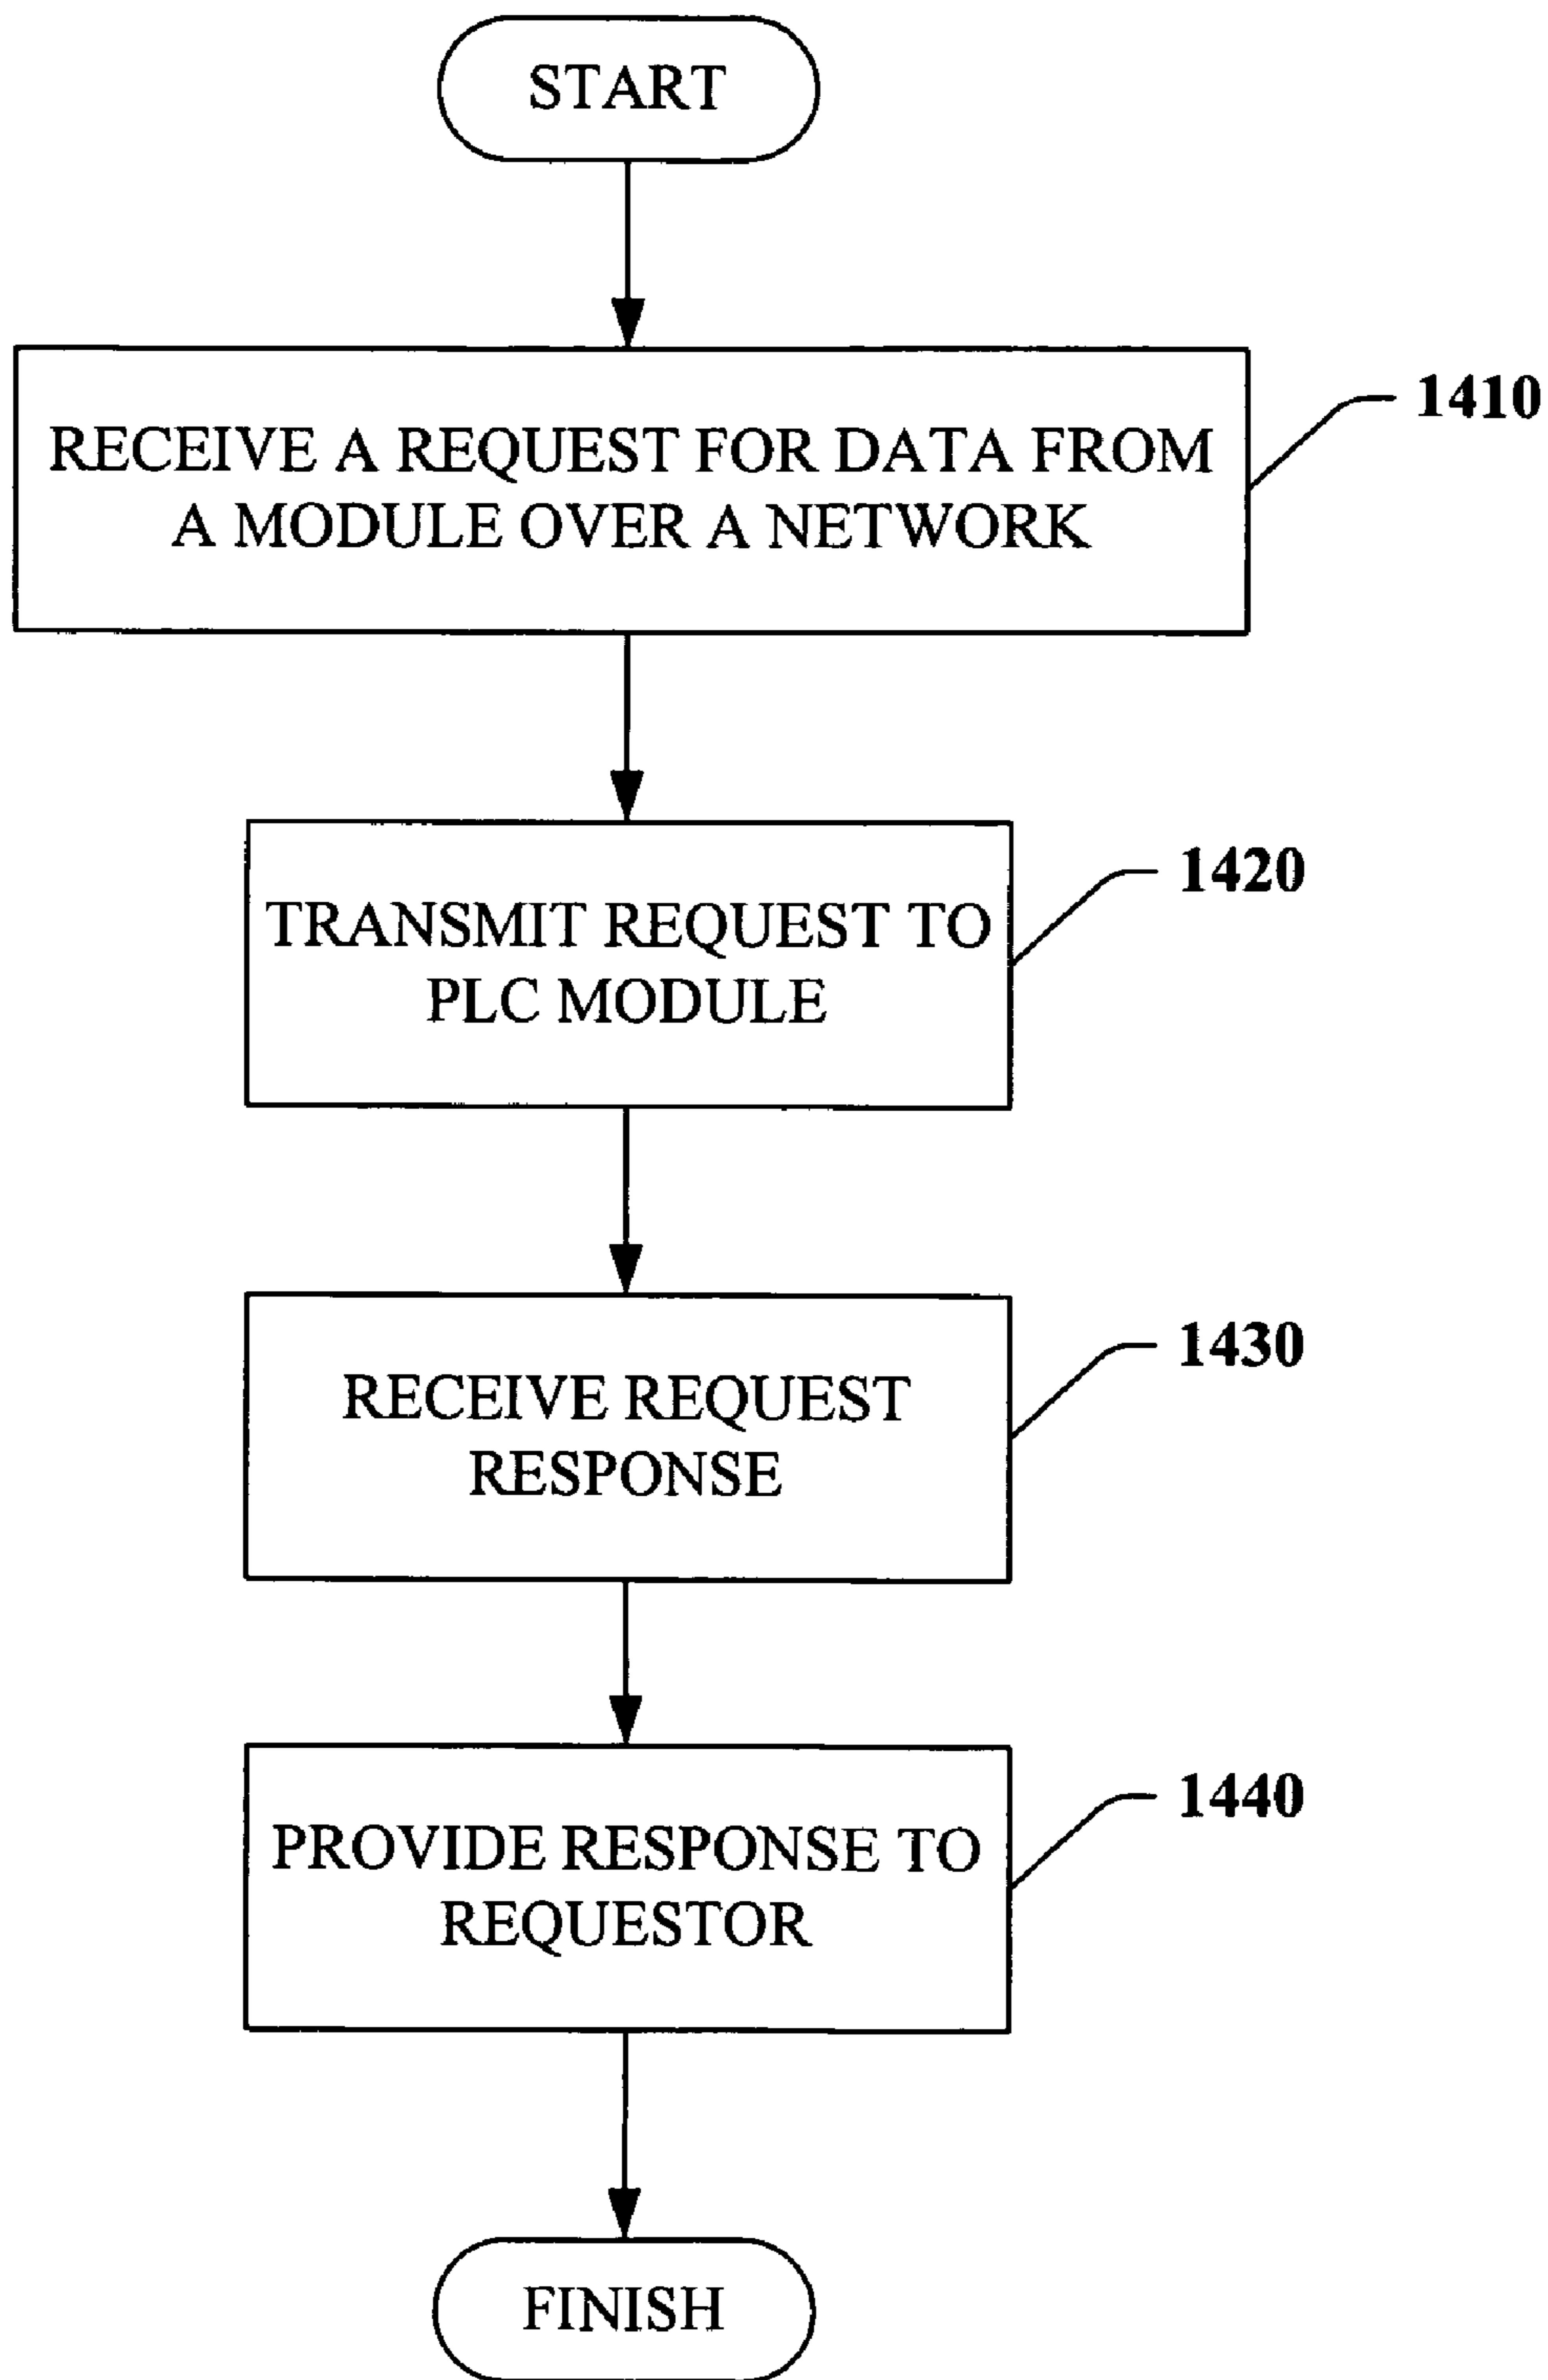 START
RECEIVE A REQUEST FOR DATA FROM
A MODULE OVER A NETWORK
1410
TRANSMIT REQUEST TO
PLC MODULE
1420
RECEIVE REQUEST
RESPONSE
1430
PROVIDE RESPONSE TO
REQUESTOR
1440
FINISH